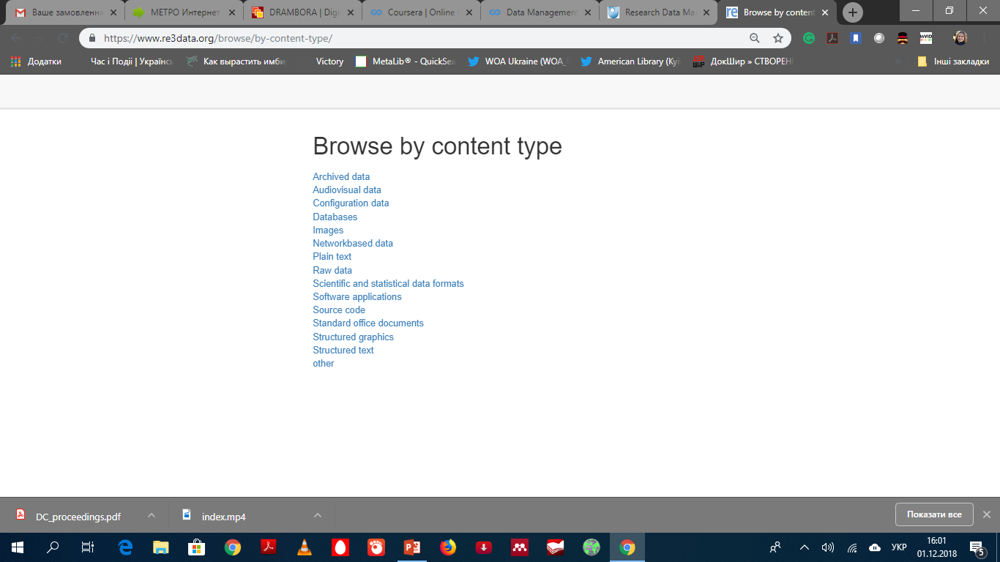 Ваше замовлення
МЕТРО Интернет
DRAMBORA | Digi
Coursera | Online
Data Management
Research Data Ma
Browse by content
https://www.re3data.org/browse/by-content-type/
Додатки
Час і Події | Українсь
Как вырастить имби
Victory
MetaLib® - QuickSea
WOA Ukraine (WOA_
American Library (Kyi
ДокШир » СТВОРЕН
Інші закладки
Browse by content type
Archived data
Audiovisual data
Configuration data
Databases
Images
Networkbased data
Plain text
Raw data
Scientific and statistical data formats
Software applications
Source code
Standard office documents
Structured graphics
Structured text
other
DC_proceedings.pdf
index.mp4
Показати все
УКР
16:01
01.12.2018
5